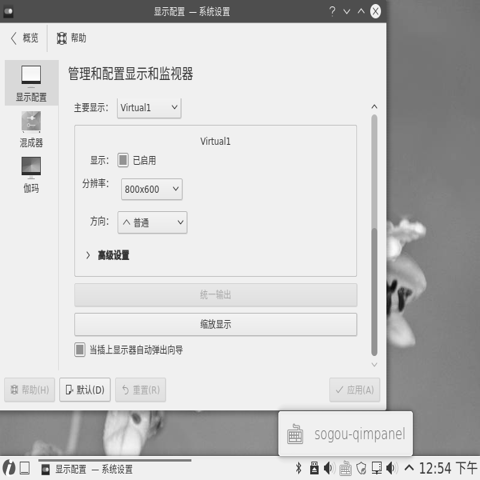 显示配置 — 系统设置
概览
帮助
显示配置
混成器
伽玛
管理和配置显示和监视器
主要显示: Virtual1
Virtual1
显示: 已启用
分辨率: 800x600
方向: 普通
高级设置
统一输出
缩放显示
当插上显示器自动弹出向导
帮助(H)
默认(D)
重置(R)
应用(A)
sogou-qimpanel
显示配置 — 系统设置
12:54 下午